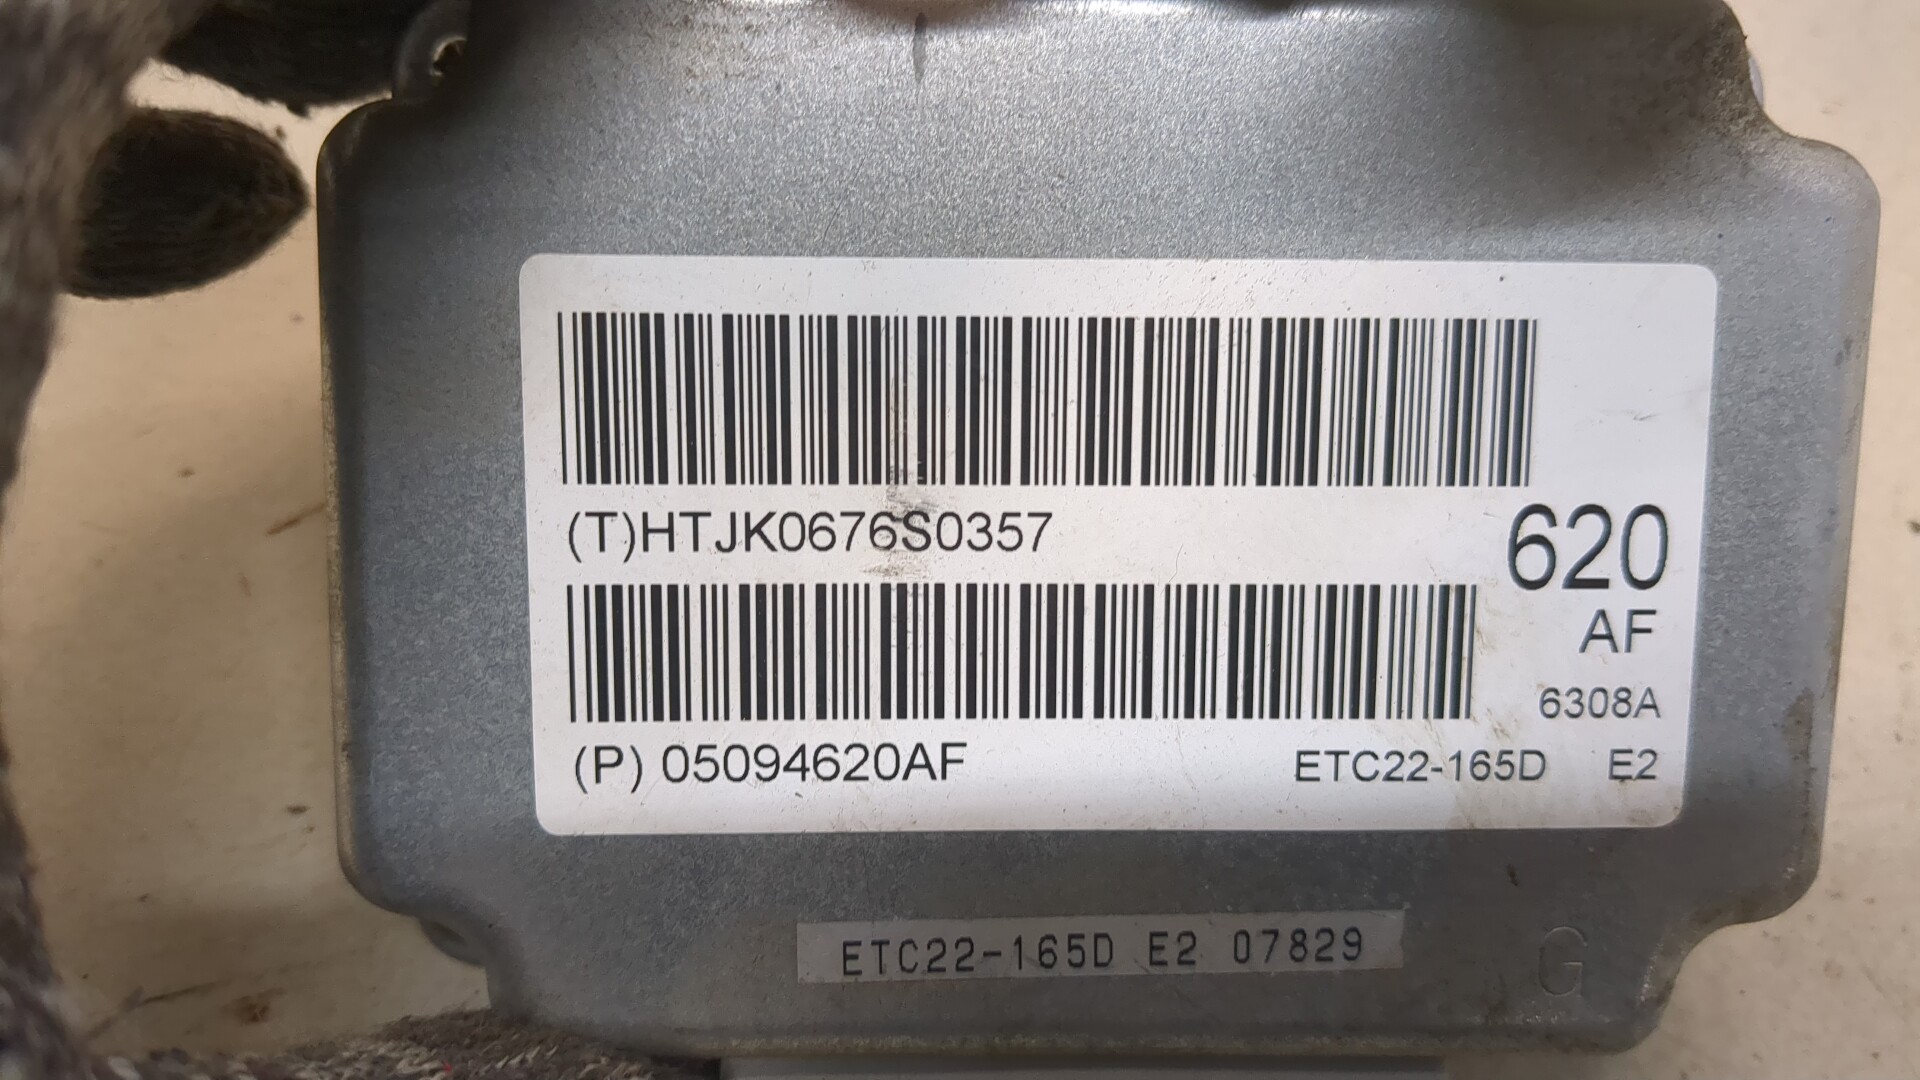 (T)HTJK0676S0357
620
AF
6308A
(P) 05094620AF
ETC22-165D E2
ETC22-165D E2 07829
G